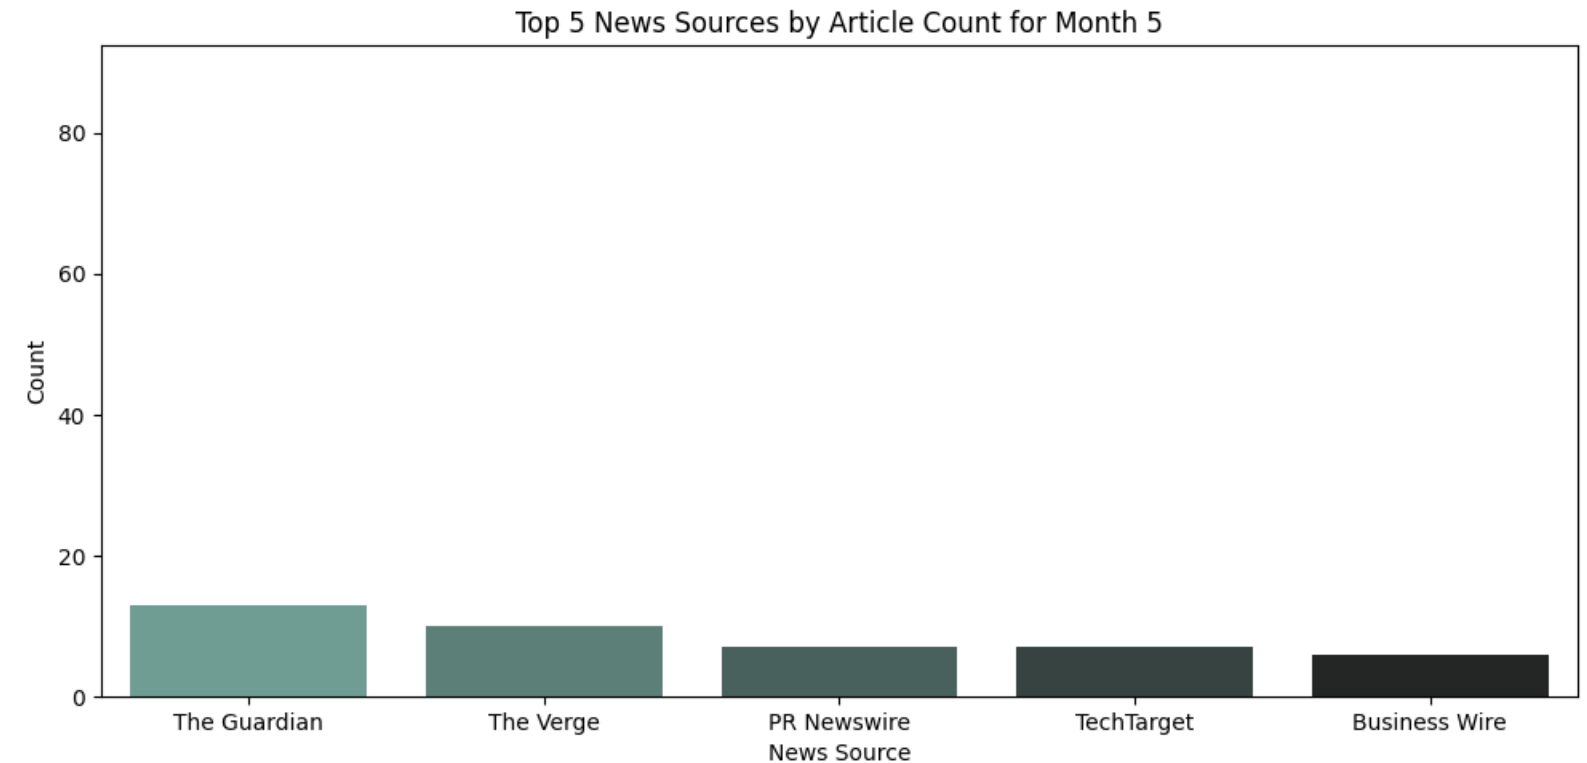 Top 5 News Sources by Article Count for Month 5
80
60
40
20
0
Count
The Guardian
The Verge
PR Newswire
TechTarget
Business Wire
News Source